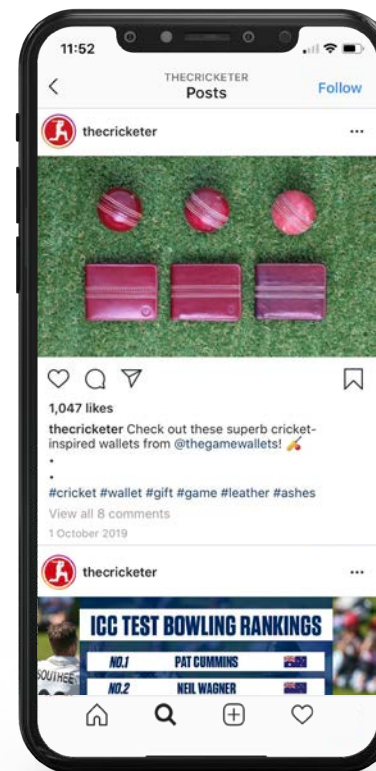 11:52
THECRICKETER
Posts
Follow
thecricketer
1,047 likes
thecricketer Check out these superb cricket-
inspired wallets from @thegamewallets! 🏏
•
•
#cricket #wallet #gift #game #leather #ashes
View all 8 comments
1 October 2019
thecricketer
ICC TEST BOWLING RANKINGS
SOUTHEE
NO.1 PAT CUMMINS
NO.2 NEIL WAGNER